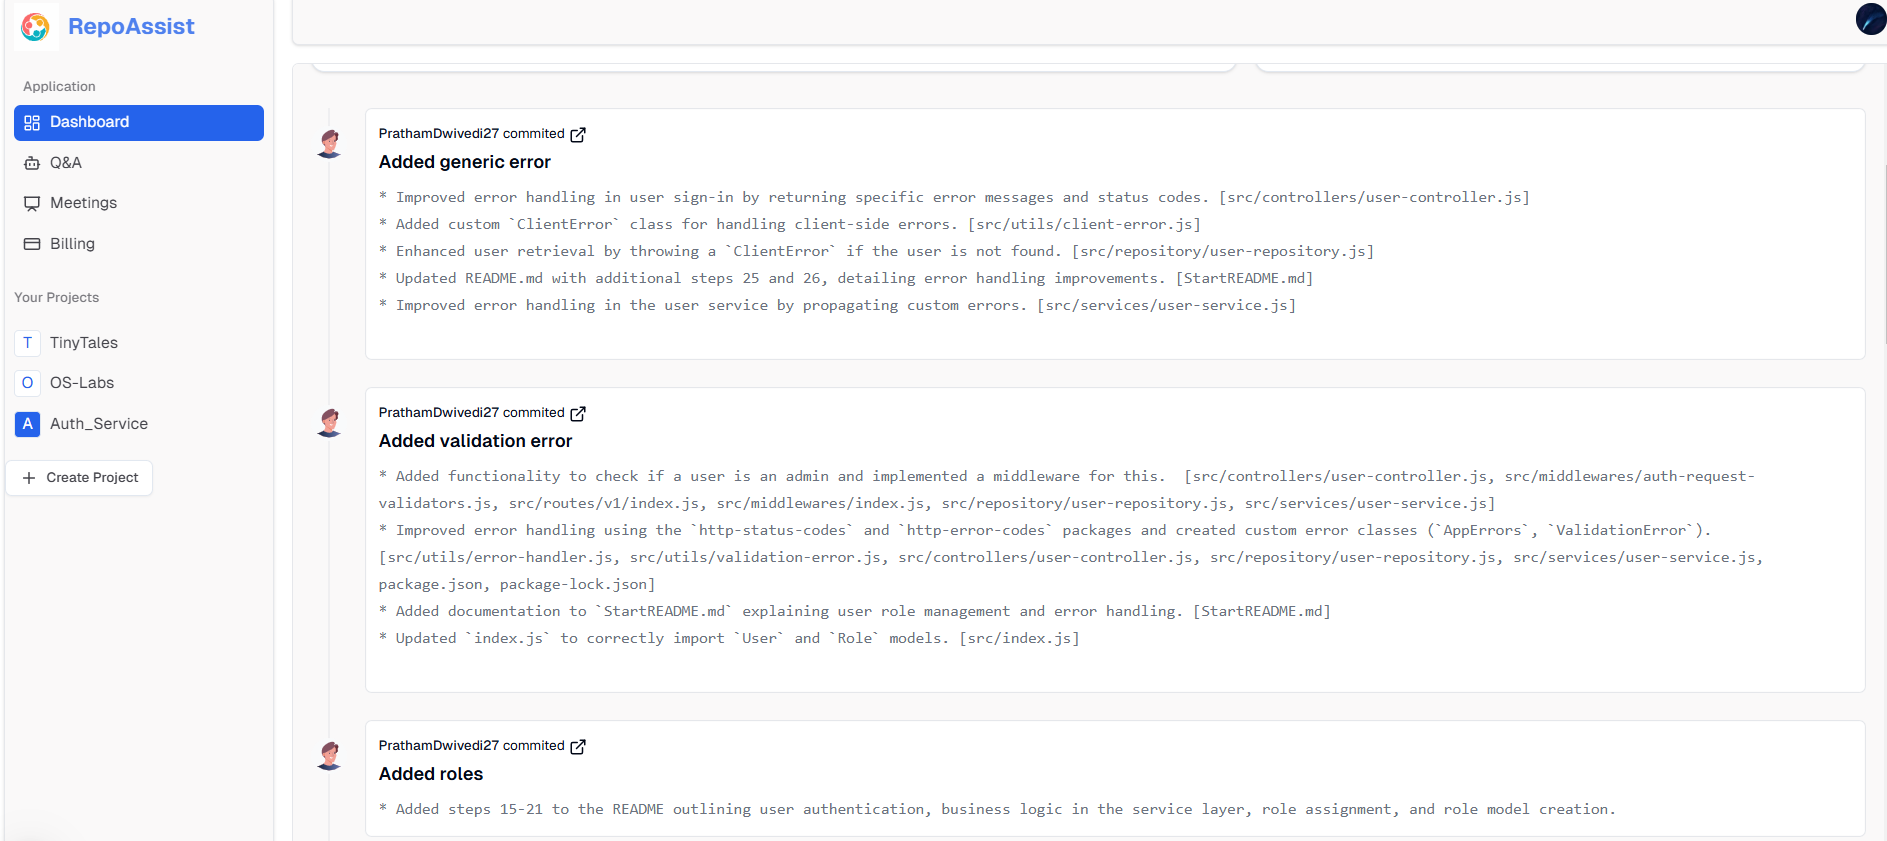 RepoAssist
Application
Dashboard
Q&A
Meetings
Billing
Your Projects
T TinyTales
O OS-Labs
A Auth_Service
+ Create Project
PrathamDwivedi27 commited
Added generic error
* Improved error handling in user sign-in by returning specific error messages and status codes. [src/controllers/user-controller.js]
* Added custom `ClientError` class for handling client-side errors. [src/utils/client-error.js]
* Enhanced user retrieval by throwing a `ClientError` if the user is not found. [src/repository/user-repository.js]
* Updated README.md with additional steps 25 and 26, detailing error handling improvements. [StartREADME.md]
* Improved error handling in the user service by propagating custom errors. [src/services/user-service.js]
PrathamDwivedi27 commited
Added validation error
* Added functionality to check if a user is an admin and implemented a middleware for this.  [src/controllers/user-controller.js, src/middlewares/auth-request-
validators.js, src/routes/v1/index.js, src/middlewares/index.js, src/repository/user-repository.js, src/services/user-service.js]
* Improved error handling using the `http-status-codes` and `http-error-codes` packages and created custom error classes (`AppErrors`, `ValidationError`).
[src/utils/error-handler.js, src/utils/validation-error.js, src/controllers/user-controller.js, src/repository/user-repository.js, src/services/user-service.js,
package.json, package-lock.json]
* Added documentation to `StartREADME.md` explaining user role management and error handling. [StartREADME.md]
* Updated `index.js` to correctly import `User` and `Role` models. [src/index.js]
PrathamDwivedi27 commited
Added roles
* Added steps 15-21 to the README outlining user authentication, business logic in the service layer, role assignment, and role model creation.